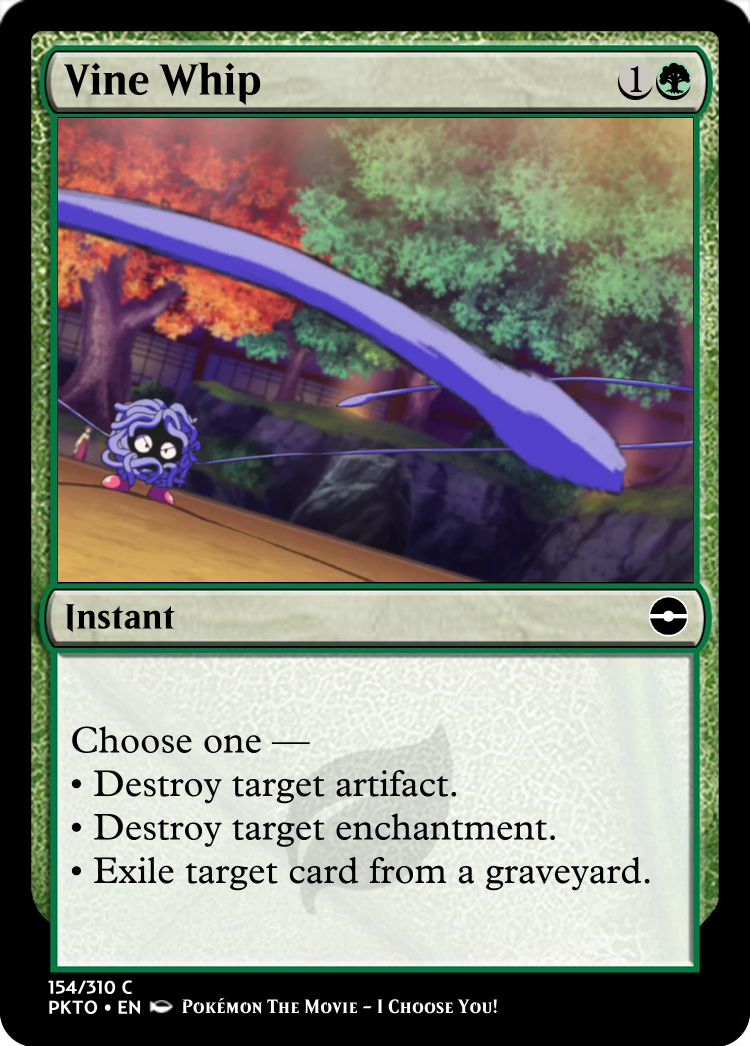 Vine Whip 1
Instant
Choose one —
• Destroy target artifact.
• Destroy target enchantment.
• Exile target card from a graveyard.
154/310 C
PKTO • EN Pokémon The Movie – I Choose You!